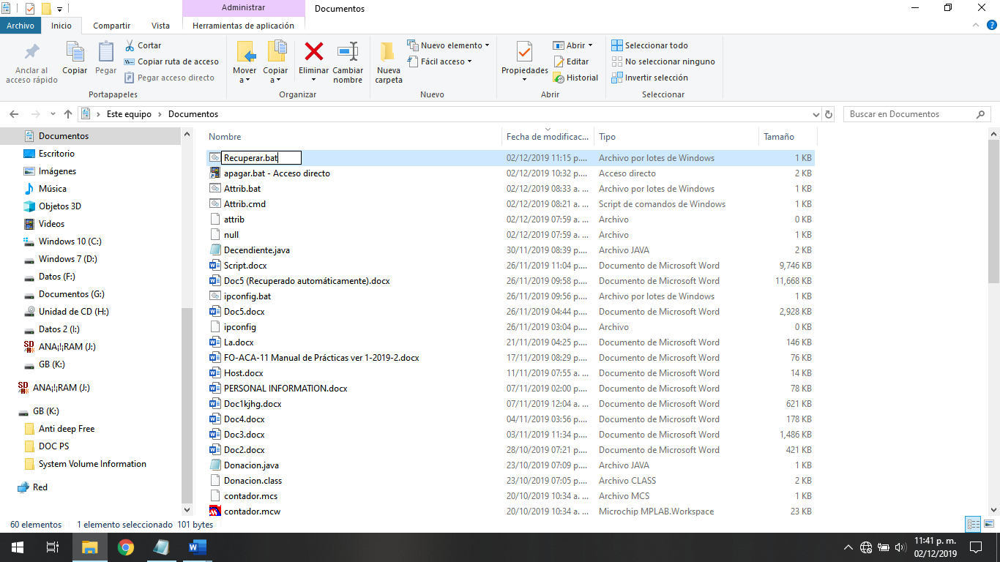 Administrar
Documentos
Archivo
Inicio
Compartir
Vista
Herramientas de aplicación
Anclar al acceso rápido
Copiar
Pegar
Cortar
Copiar ruta de acceso
Pegar acceso directo
Portapapeles
Mover a
Copiar a
Eliminar
Cambiar nombre
Organizar
Nueva carpeta
Nuevo elemento
Fácil acceso
Nuevo
Propiedades
Abrir
Editar
Historial
Abrir
Seleccionar todo
No seleccionar ninguno
Invertir selección
Seleccionar
Este equipo > Documentos
Buscar en Documentos
Documentos
Escritorio
Imágenes
Música
Objetos 3D
Videos
Windows 10 (C:)
Windows 7 (D:)
Datos (F:)
Documentos (G:)
Unidad de CD (H:)
Datos 2 (I:)
ANA¡!¡RAM (J:)
GB (K:)
ANA¡!¡RAM (J:)
GB (K:)
Anti deep Free
DOC PS
System Volume Information
Red
Nombre Fecha de modificac... Tipo Tamaño
Recuperar.bat 02/12/2019 11:15 p.... Archivo por lotes de Windows 1 KB
apagar.bat - Acceso directo 02/12/2019 10:32 p.... Acceso directo 2 KB
Attrib.bat 02/12/2019 08:33 a. ... Archivo por lotes de Windows 1 KB
Attrib.cmd 02/12/2019 08:21 a. ... Script de comandos de Windows 1 KB
attrib 02/12/2019 07:59 a. ... Archivo 0 KB
null 02/12/2019 07:59 a. ... Archivo 1 KB
Decendiente.java 30/11/2019 08:39 p.... Archivo JAVA 2 KB
Script.docx 26/11/2019 11:04 p.... Documento de Microsoft Word 9,746 KB
Doc5 (Recuperado automáticamente).docx 26/11/2019 09:58 p.... Documento de Microsoft Word 11,668 KB
ipconfig.bat 26/11/2019 09:56 p.... Archivo por lotes de Windows 1 KB
Doc5.docx 26/11/2019 04:44 p.... Documento de Microsoft Word 2,928 KB
ipconfig 26/11/2019 03:04 p.... Archivo 0 KB
La.docx 21/11/2019 04:25 p.... Documento de Microsoft Word 146 KB
FO-ACA-11 Manual de Prácticas ver 1-2019-2.docx 17/11/2019 08:29 p.... Documento de Microsoft Word 76 KB
Host.docx 11/11/2019 07:55 a. ... Documento de Microsoft Word 14 KB
PERSONAL INFORMATION.docx 07/11/2019 02:00 p.... Documento de Microsoft Word 78 KB
Doc1kjhg.docx 07/11/2019 12:04 a. ... Documento de Microsoft Word 621 KB
Doc4.docx 04/11/2019 03:56 p.... Documento de Microsoft Word 178 KB
Doc3.docx 03/11/2019 11:34 p.... Documento de Microsoft Word 1,486 KB
Doc2.docx 28/10/2019 07:21 p.... Documento de Microsoft Word 421 KB
Donacion.java 23/10/2019 07:09 p.... Archivo JAVA 1 KB
Donacion.class 23/10/2019 07:05 p.... Archivo CLASS 2 KB
contador.mcs 20/10/2019 10:34 a. ... Archivo MCS 1 KB
contador.mcw 20/10/2019 10:34 a. ... Microchip MPLAB.Workspace 23 KB
60 elementos 1 elemento seleccionado 101 bytes
11:41 p. m.
02/12/2019